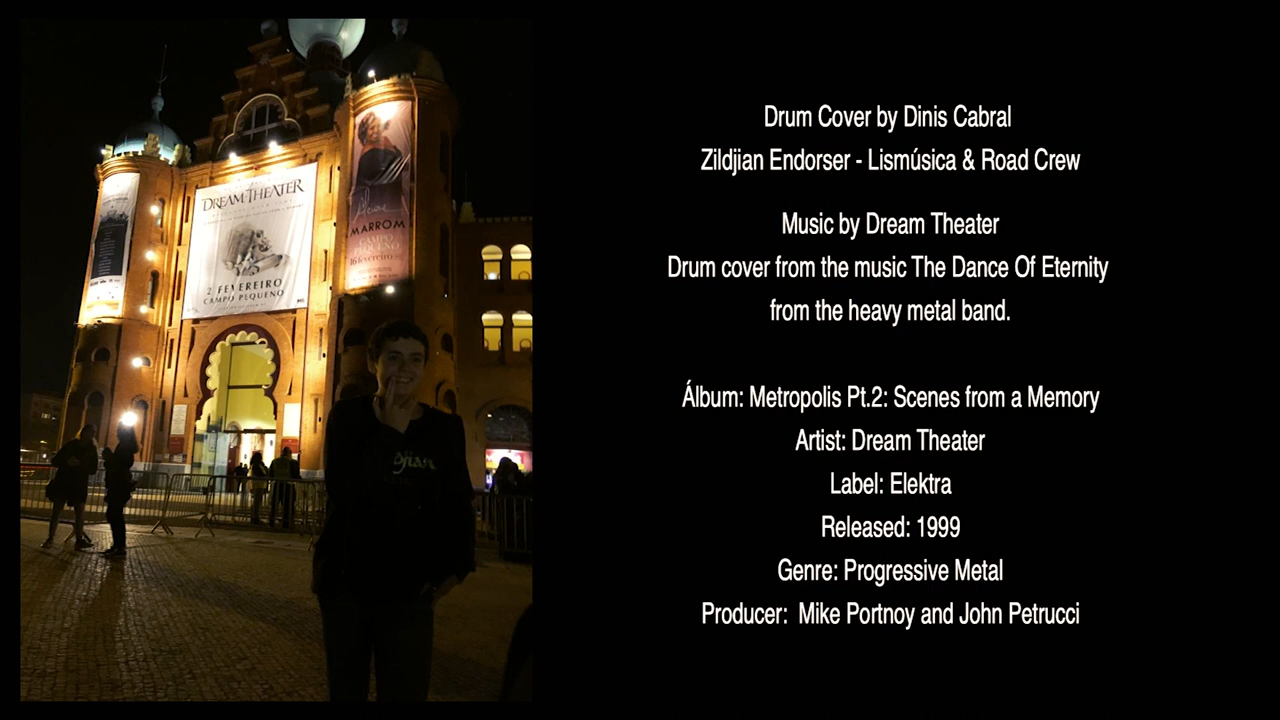 DREAM THEATER
2 FEVEREIRO
CAMPO PEQUENO
MARROM
CAMPO
PEQUENO
16 fevereiro
Drum Cover by Dinis Cabral
Zildjian Endorser - Lismúsica & Road Crew
Music by Dream Theater
Drum cover from the music The Dance Of Eternity
from the heavy metal band.
Álbum: Metropolis Pt.2: Scenes from a Memory
Artist: Dream Theater
Label: Elektra
Released: 1999
Genre: Progressive Metal
Producer:  Mike Portnoy and John Petrucci